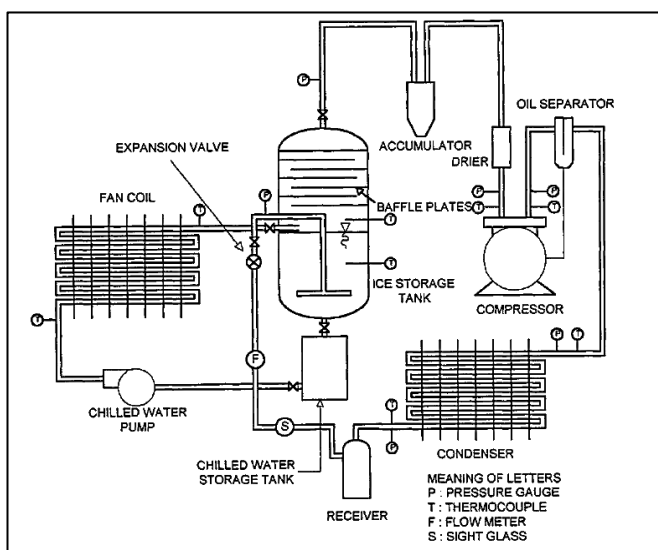 OIL SEPARATOR
P
ACCUMULATOR
DRIER
EXPANSION VALVE
FAN COIL
P
P
P
T
T
T
P
BAFFLE PLATES
T
T
ICE STORAGE
TANK
COMPRESSOR
T
F
P
T
CHILLED WATER
PUMP
T
P
S
CONDENSER
CHILLED WATER
STORAGE TANK
RECEIVER
MEANING OF LETTERS
P : PRESSURE GAUGE
T : THERMOCOUPLE
F : FLOW METER
S : SIGHT GLASS